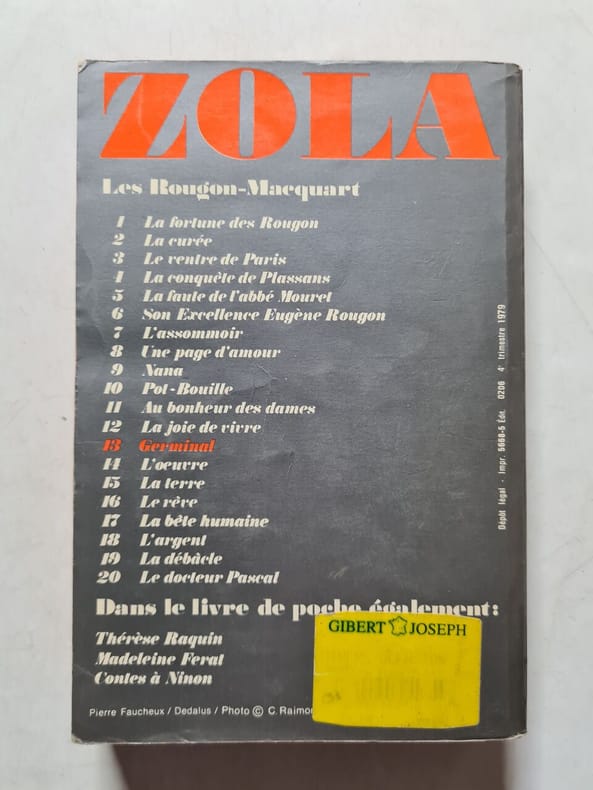 ZOLA
Les Rougon-Macquart
1 La fortune des Rougon
2 La curée
3 Le ventre de Paris
4 La conquête de Plassans
5 La faute de l'abbé Mouret
6 Son Excellence Eugène Rougon
7 L'assommoir
8 Une page d'amour
9 Nana
10 Pot-Bouille
11 Au bonheur des dames
12 La joie de vivre
13 Germinal
14 L'œuvre
15 La terre
16 Le rêve
17 La bête humaine
18 L'argent
19 La débâcle
20 Le docteur Pascal
Dans le livre de poche également:
Thérèse Raquin
Madeleine Ferat
Contes à Ninon
Pierre Faucheux / Dedalus / Photo © C. Raimo
GIBERT JOSEPH
Dépôt légal - Impr. 5668-5 Édt. 0206 4e trimestre 1979